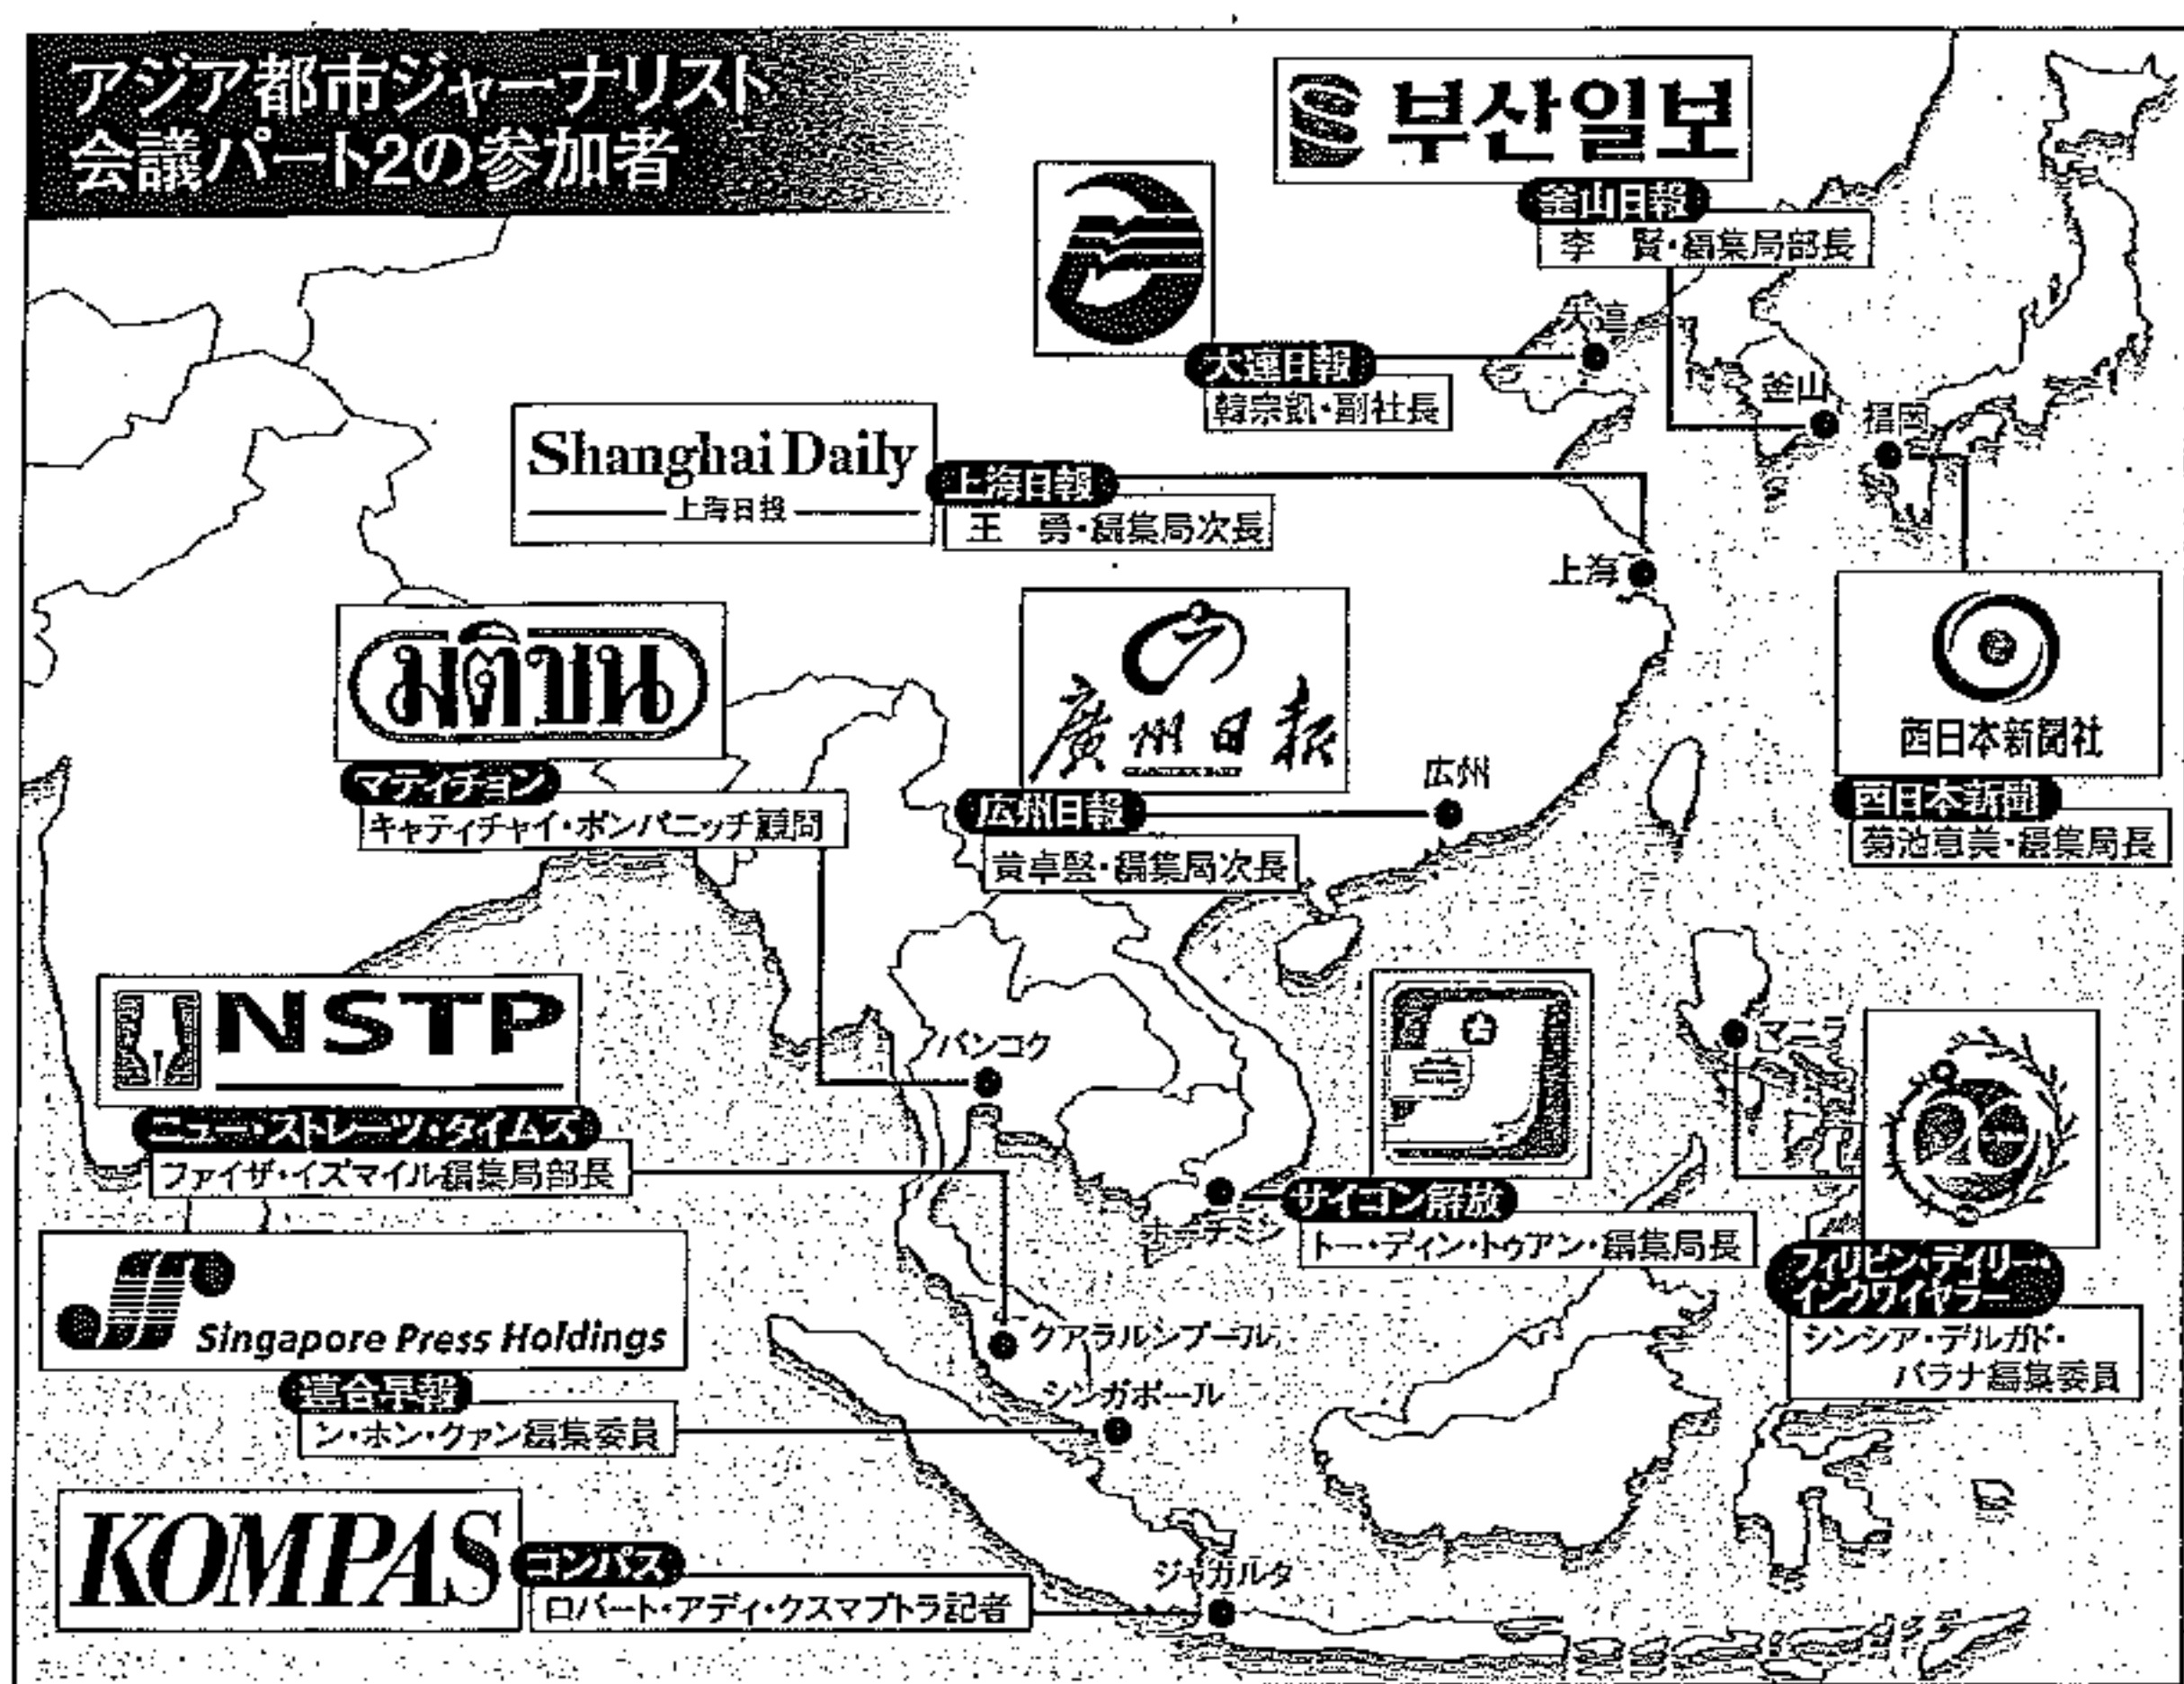 アジア都市ジャーナリスト
会議パート2の参加者
부산일보
釜山日報
李　賢・編集局部長
大連
大連日報
韓宗凱・副社長
釜山
福岡
Shanghai Daily
上海日報
上海日報
王　勇・編集局次長
上海
西日本新聞社
西日本新聞
菊池恵美・編集局長
มติชน
マティチョン
キャティチャイ・ポンパニッチ顧問
廣州日报
広州日報
黄卓堅・編集局次長
広州
NSTP
ニュー・ストレーツ・タイムズ
ファイザ・イズマイル編集局部長
バンコク
マニラ
サイゴン解放
トー・ディン・トゥアン・編集局長
ホーチミン
フィリピン・デイリー・
インクワイヤラー
シンシア・デルガド・
バラナ編集委員
Singapore Press Holdings
連合早報
ン・ホン・クァン編集委員
クアラルンプール
シンガポール
KOMPAS
コンパス
ロバート・アディ・クスマプトラ記者
ジャカルタ